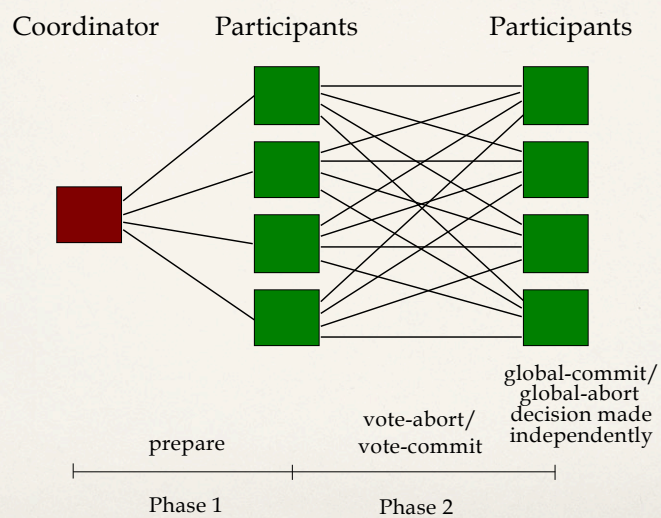 Coordinator
Participants
Participants
global-commit/
global-abort
decision made
independently
vote-abort/
vote-commit
prepare
Phase 1
Phase 2